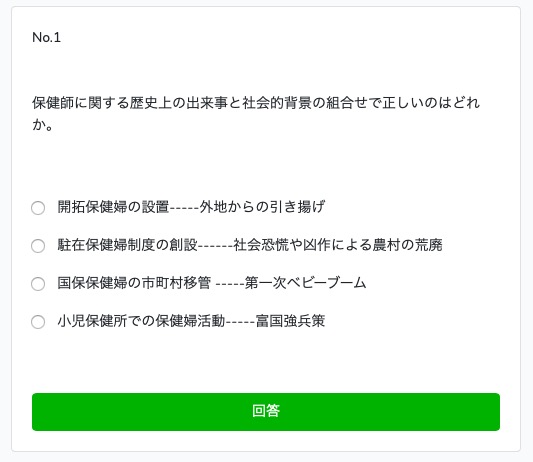 No.1
保健師に関する歴史上の出来事と社会的背景の組合せで正しいのはどれ
か。
開拓保健婦の設置-----外地からの引き揚げ
駐在保健婦制度の創設------社会恐慌や凶作による農村の荒廃
国保保健婦の市町村移管 -----第一次ベビーブーム
小児保健所での保健婦活動-----富国強兵策
回答